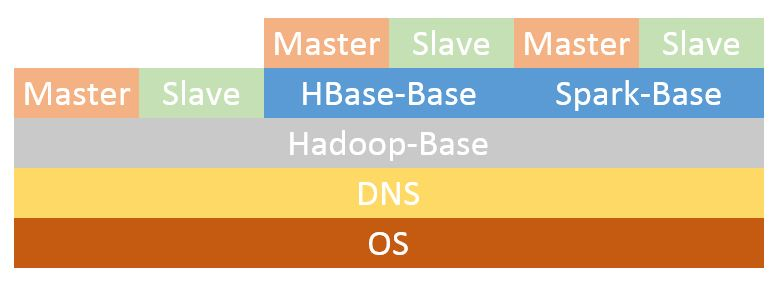 Master Slave Master Slave
Master Slave HBase-Base Spark-Base
Hadoop-Base
DNS
OS